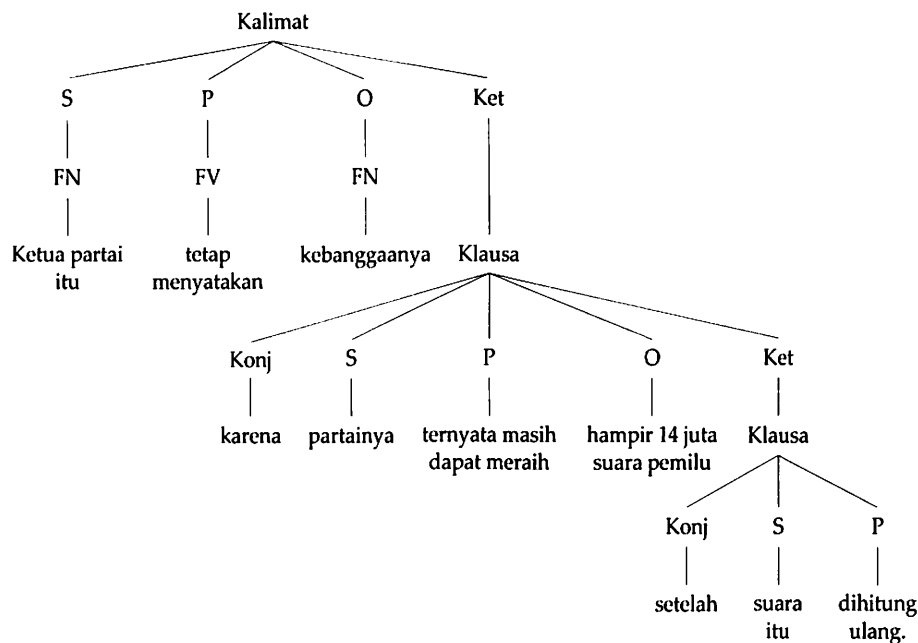 Kalimat
S P O Ket
FN FV FN
Ketua partai tetap kebanggaanya Klausa
itu menyatakan
Konj S P O Ket
karena partainya ternyata masih hampir 14 juta Klausa
dapat meraih suara pemilu
Konj S P
setelah suara dihitung
itu ulang.